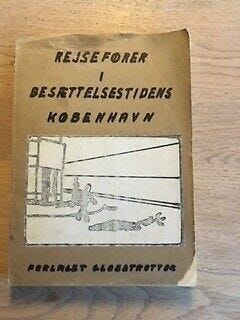 REJSEFØRER
I
BESÆTTELSESTIDENS
KØBENHAVN
FORLAGET GLOBETROTTER